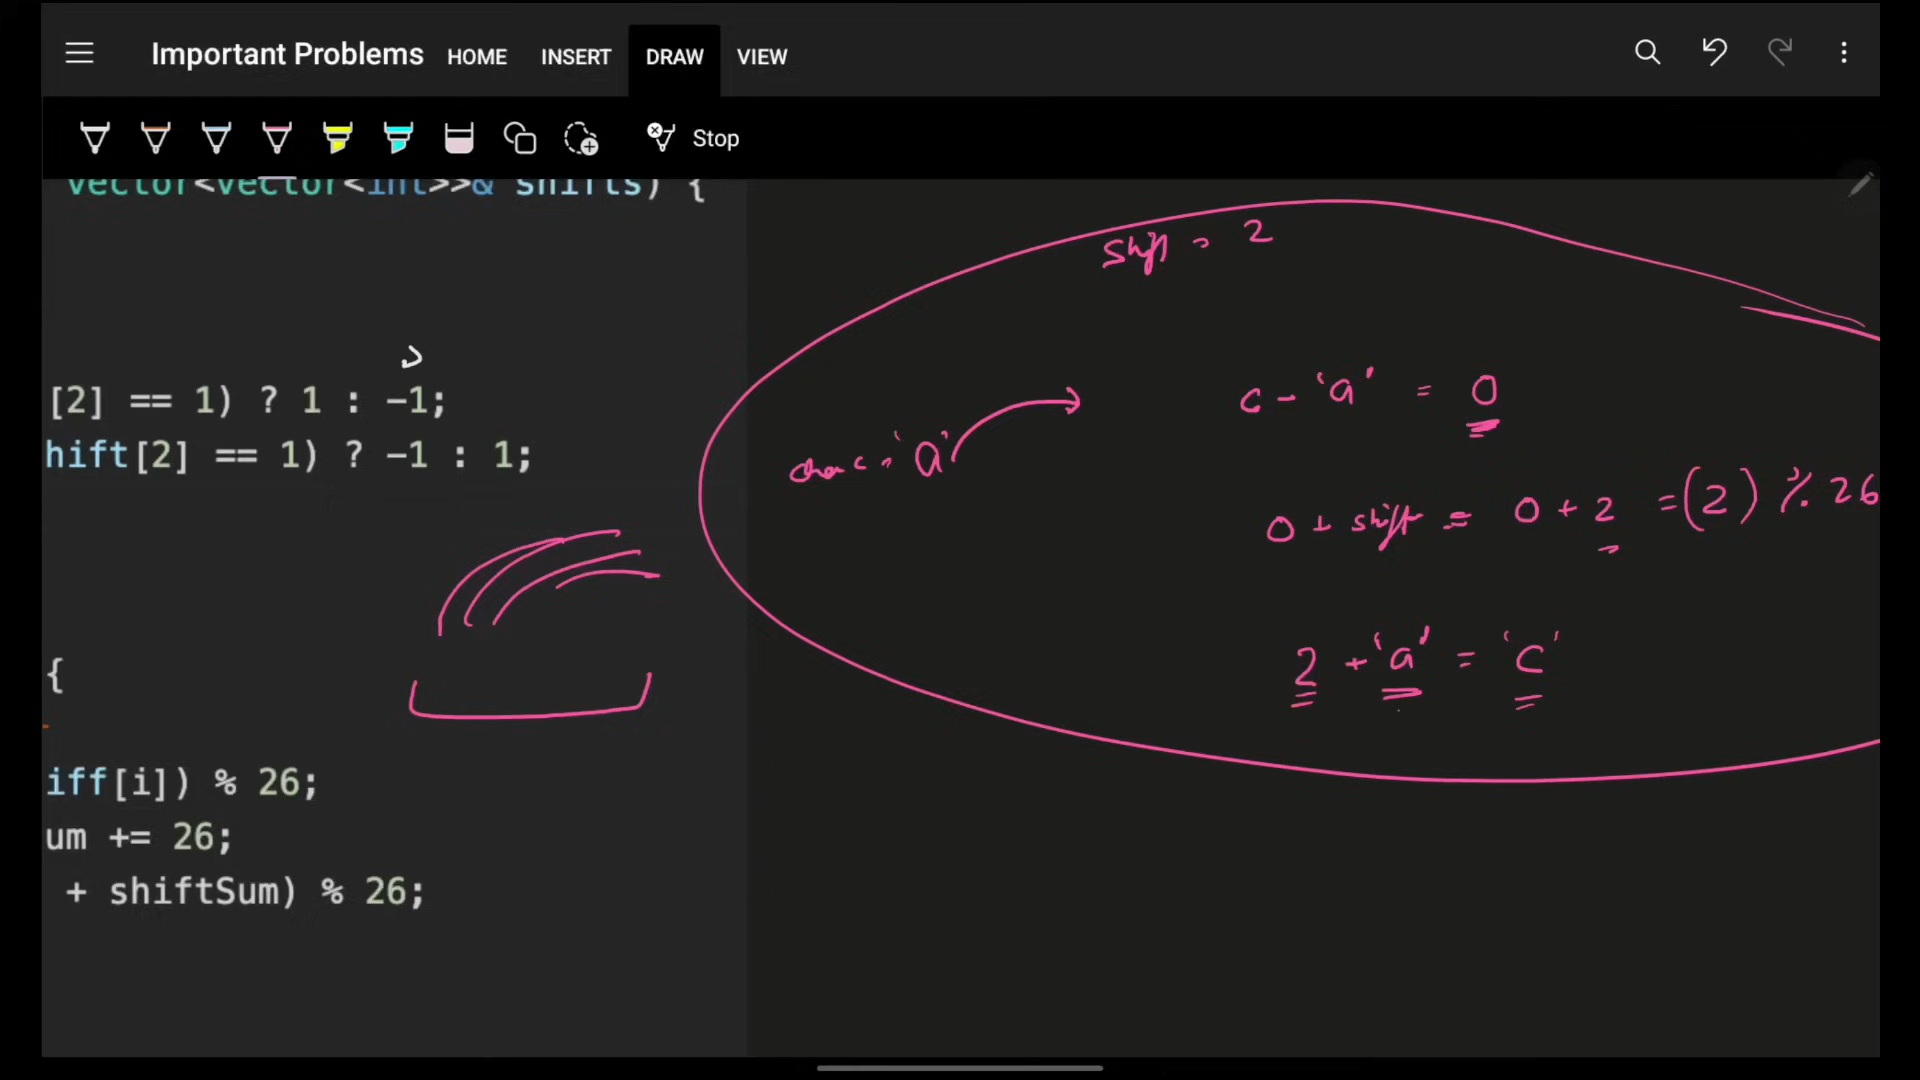 Important Problems HOME INSERT DRAW VIEW
Stop
vector<vector<int>>& shifts) {
[2] == 1) ? 1 : -1;
hift[2] == 1) ? -1 : 1;
{
iff[i]) % 26;
um += 26;
+ shiftSum) % 26;
Shift = 2
char c = 'a'
c - 'a' = 0
0 + shift = 0 + 2 = (2) % 26
2 + 'a' = 'c'